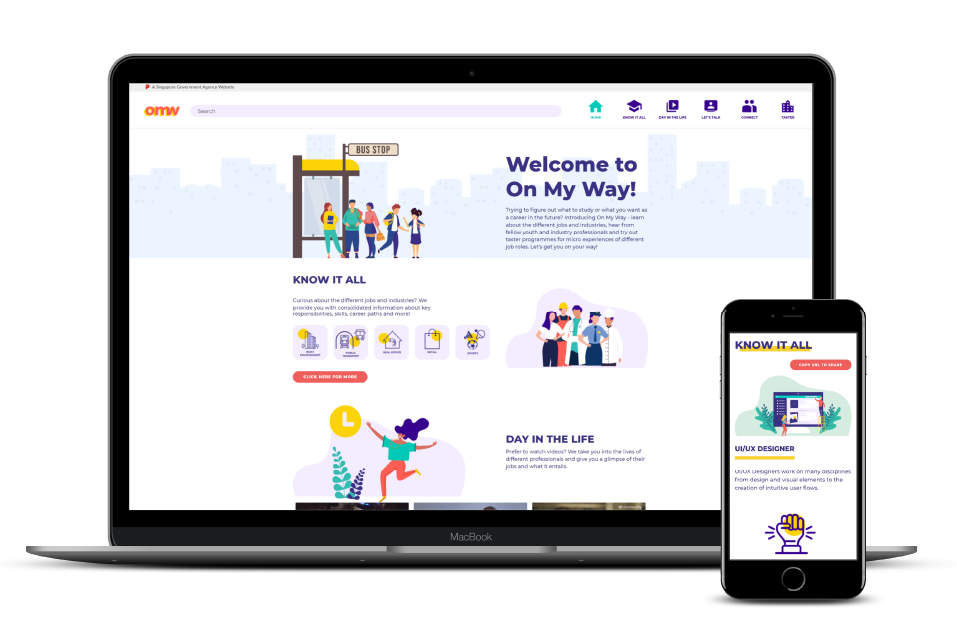 A Singapore Government Agency Website
omw
Search
HOME
KNOW IT ALL
DAY IN THE LIFE
LET'S TALK
CONNECT
TASTER
BUS STOP
Welcome to
On My Way!
Trying to figure out what to study or what you want as
a career in the future? Introducing On My Way - learn
about the different jobs and industries, hear from
fellow youth and industry professionals and try out
taster programmes for micro experiences of different
job roles. Let's get you on your way!
KNOW IT ALL
Curious about the different jobs and industries? We
provide you with consolidated information about key
responsibilities, skills, career paths and more!
BUILT
ENVIRONMENT
PUBLIC
TRANSPORT
REAL ESTATE
RETAIL
SPORTS
CLICK HERE FOR MORE
DAY IN THE LIFE
Prefer to watch videos? We take you into the lives of
different professionals and give you a glimpse of their
jobs and what it entails.
MacBook
KNOW IT ALL
COPY URL TO SHARE
UI/UX DESIGNER
UI/UX Designers work on many disciplines
from design and visual elements to the
creation of intuitive user flows.